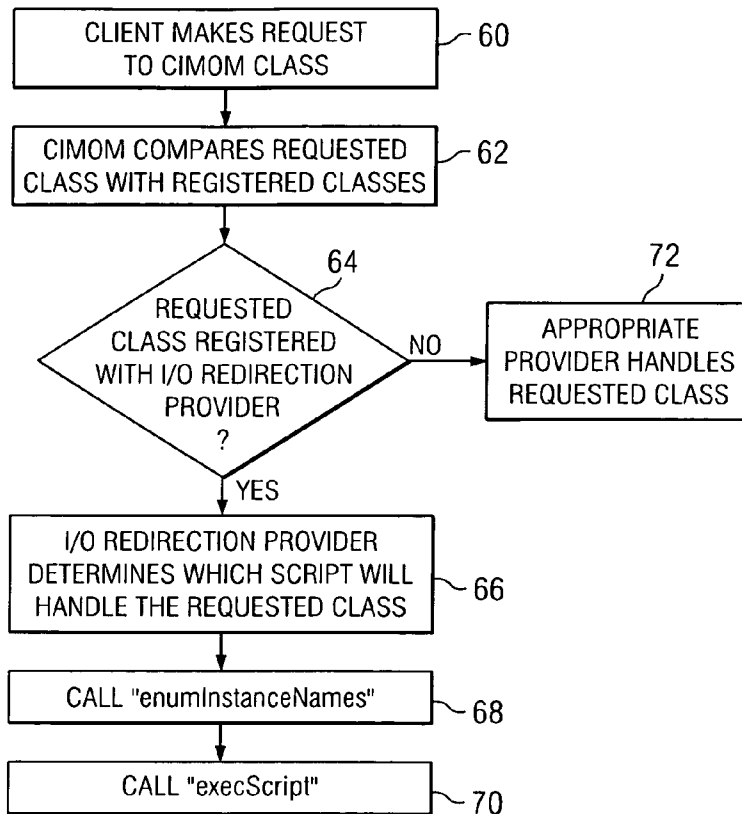 CLIENT MAKES REQUEST
TO CIMOM CLASS
60
CIMOM COMPARES REQUESTED
CLASS WITH REGISTERED CLASSES
62
64
REQUESTED
CLASS REGISTERED
WITH I/O REDIRECTION
PROVIDER
?
NO
72
APPROPRIATE
PROVIDER HANDLES
REQUESTED CLASS
YES
I/O REDIRECTION PROVIDER
DETERMINES WHICH SCRIPT WILL
HANDLE THE REQUESTED CLASS
66
CALL "enumInstanceNames"
68
CALL "execScript"
70